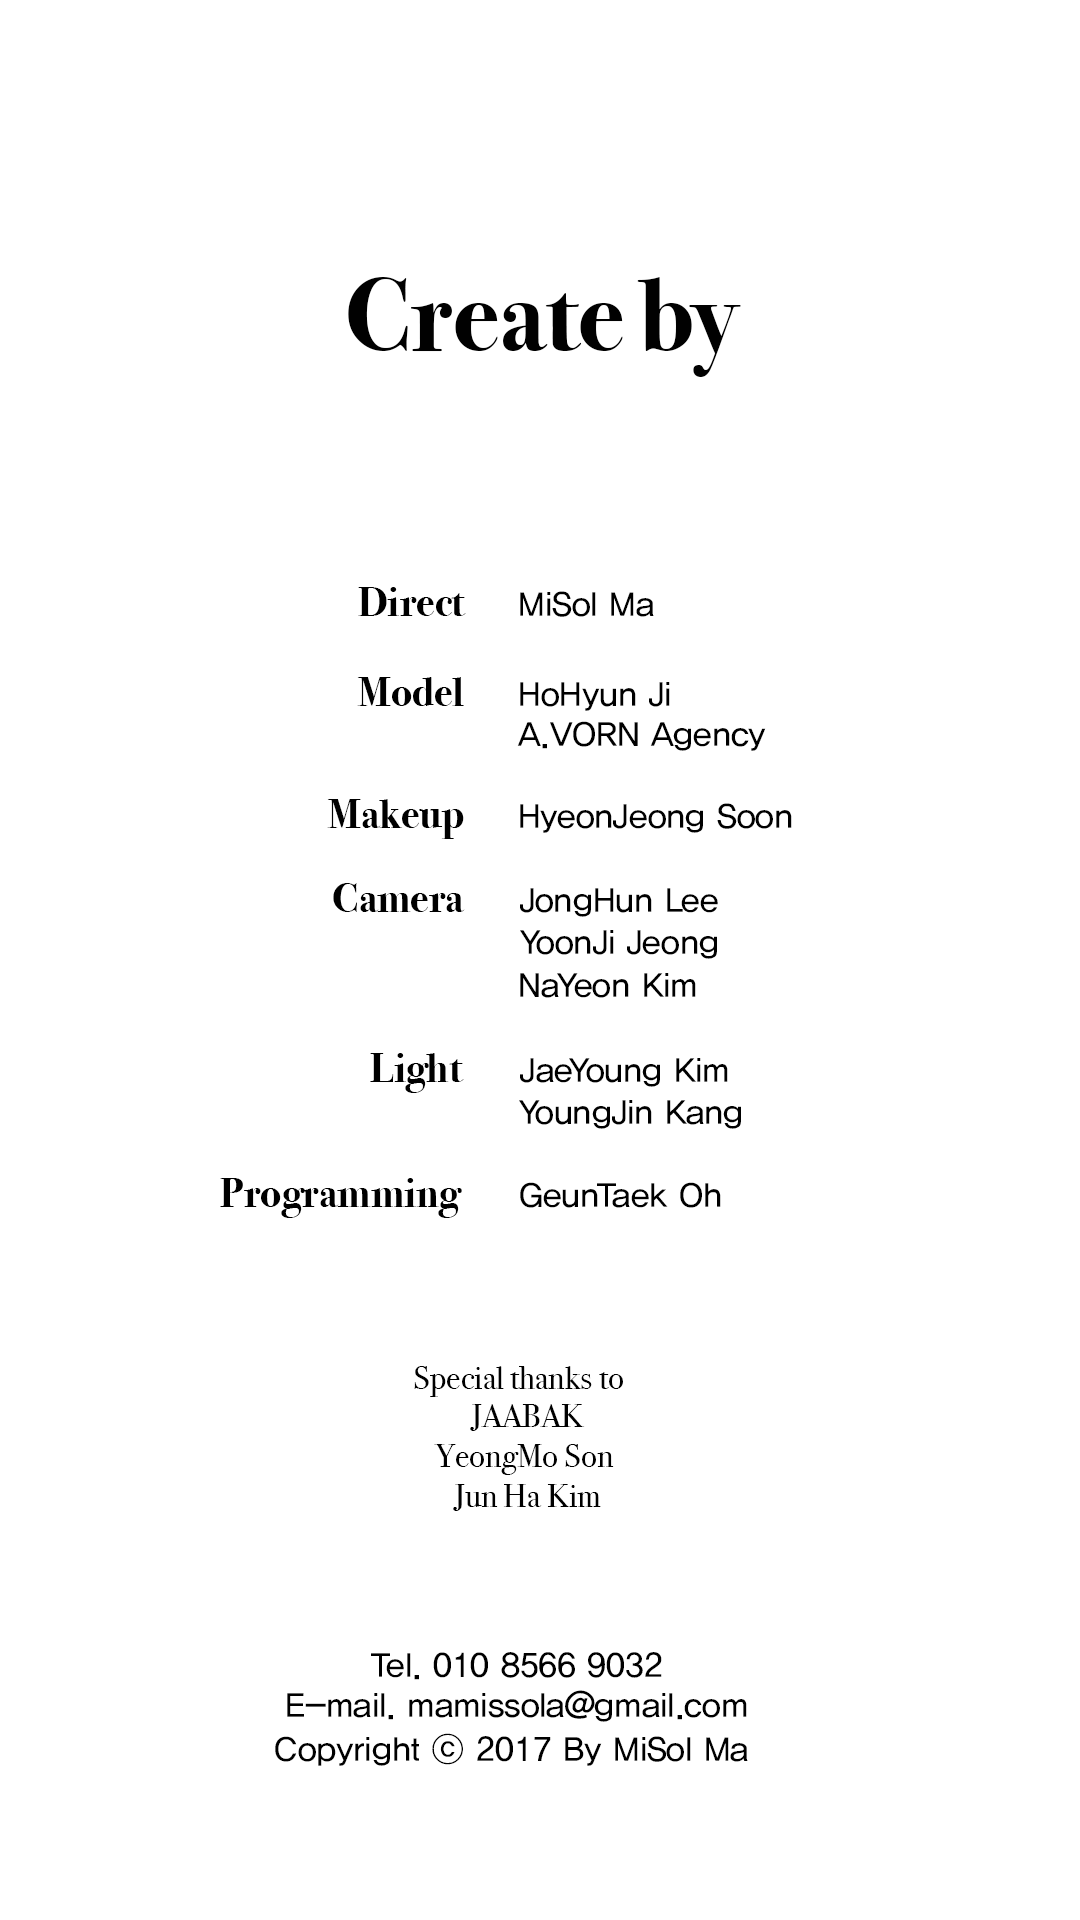 Create by
Direct MiSol Ma
Model HoHyun Ji
A.VORN Agency
Makeup HyeonJeong Soon
Camera JongHun Lee
YoonJi Jeong
NaYeon Kim
Light JaeYoung Kim
YoungJin Kang
Programming GeunTaek Oh
Special thanks to
JAABAK
YeongMo Son
Jun Ha Kim
Tel. 010 8566 9032
E-mail. mamissola@gmail.com
Copyright ⓒ 2017 By MiSol Ma